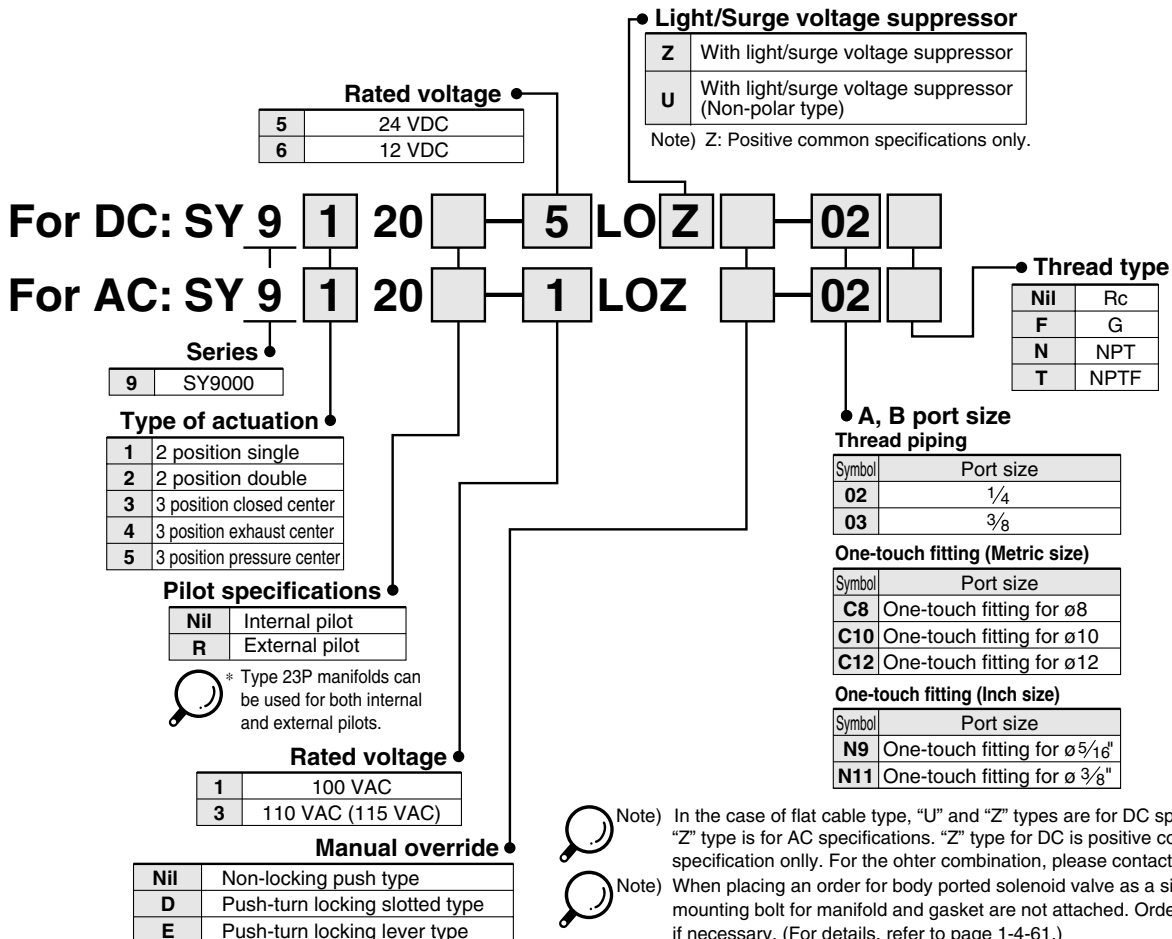 Light/Surge voltage suppressor
Z With light/surge voltage suppressor
U With light/surge voltage suppressor
(Non-polar type)
Note) Z: Positive common specifications only.
Rated voltage
5 24 VDC
6 12 VDC
For DC: SY 9 1 20 — 5 LO Z — 02
For AC: SY 9 1 20 — 1 LOZ — 02
Thread type
Nil Rc
F G
N NPT
T NPTF
Series
9 SY9000
Type of actuation
1 2 position single
2 2 position double
3 3 position closed center
4 3 position exhaust center
5 3 position pressure center
Pilot specifications
Nil Internal pilot
R External pilot
* Type 23P manifolds can
be used for both internal
and external pilots.
Rated voltage
1 100 VAC
3 110 VAC (115 VAC)
Manual override
Nil Non-locking push type
D Push-turn locking slotted type
E Push-turn locking lever type
A, B port size
Thread piping
Symbol Port size
02 1/4
03 3/8
One-touch fitting (Metric size)
Symbol Port size
C8 One-touch fitting for ø8
C10 One-touch fitting for ø10
C12 One-touch fitting for ø12
One-touch fitting (Inch size)
Symbol Port size
N9 One-touch fitting for ø5/16"
N11 One-touch fitting for ø 3/8"
Note) In the case of flat cable type, “U” and “Z” types are for DC
“Z” type is for AC specifications. “Z” type for DC is positive
specification onlly. For the ohter combination, please contact
Note) When placing an order for body ported solenoid valve as a
mounting bolt for manifold and gasket are not attached.
if necessary. (For details, refer to page 1-4-61.)